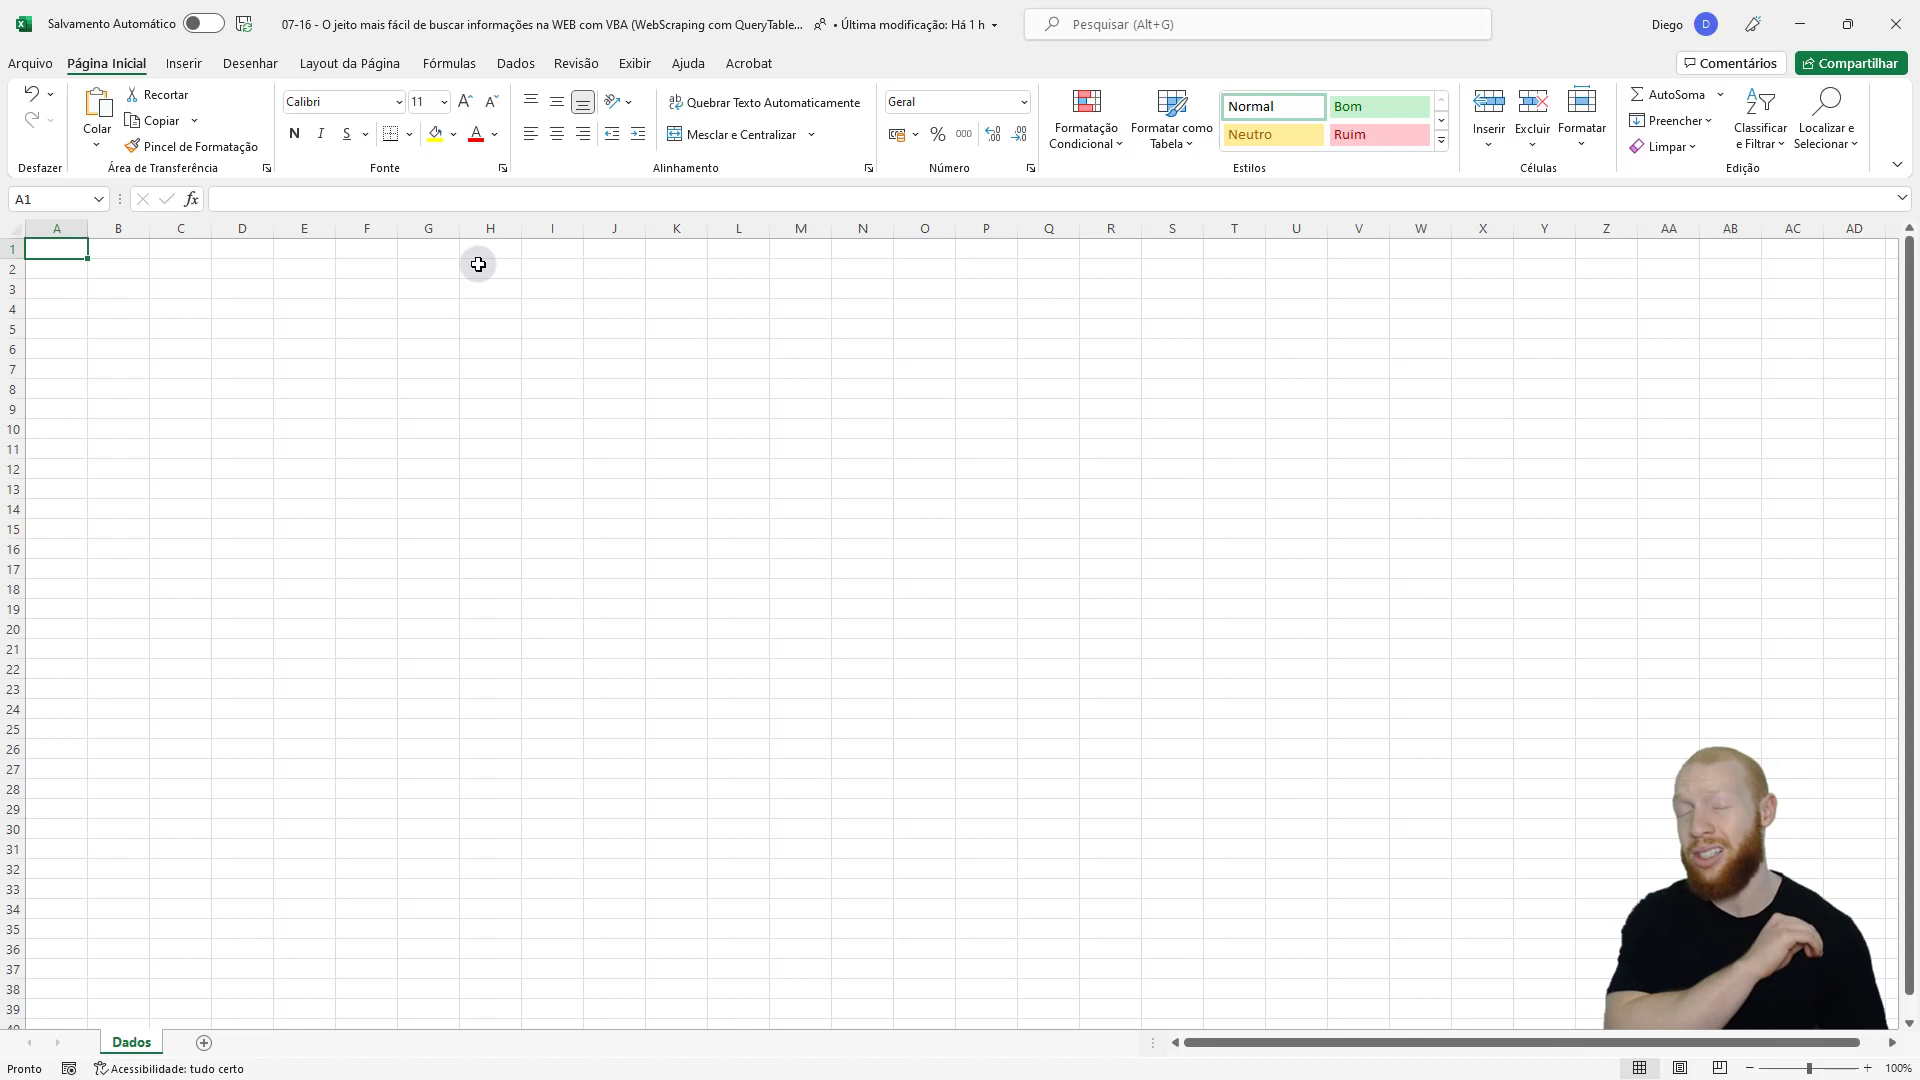 Salvamento Automático
07-16 - O jeito mais fácil de buscar informações na WEB com VBA (WebScraping com QueryTable... • Última modificação: Há 1 h
Pesquisar (Alt+G)
Diego D
Arquivo Página Inicial Inserir Desenhar Layout da Página Fórmulas Dados Revisão Exibir Ajuda Acrobat
Comentários Compartilhar
Colar
Recortar
Copiar
Pincel de Formatação
Calibri 11
N I S
Quebrar Texto Automaticamente
Mesclar e Centralizar
Geral
% 000
Formatação Condicional
Formatar como Tabela
Normal Bom
Neutro Ruim
Inserir Excluir Formatar
AutoSoma
Preencher
Limpar
Classificar e Filtrar
Localizar e Selecionar
Desfazer Área de Transferência Fonte Alinhamento Número Estilos Células Edição
A1 fx
A B C D E F G H I J K L M N O P Q R S T U V W X Y Z AA AB AC AD
1
2
3
4
5
6
7
8
9
10
11
12
13
14
15
16
17
18
19
20
21
22
23
24
25
26
27
28
29
30
31
32
33
34
35
36
37
38
39
Dados
Pronto Acessibilidade: tudo certo 100%